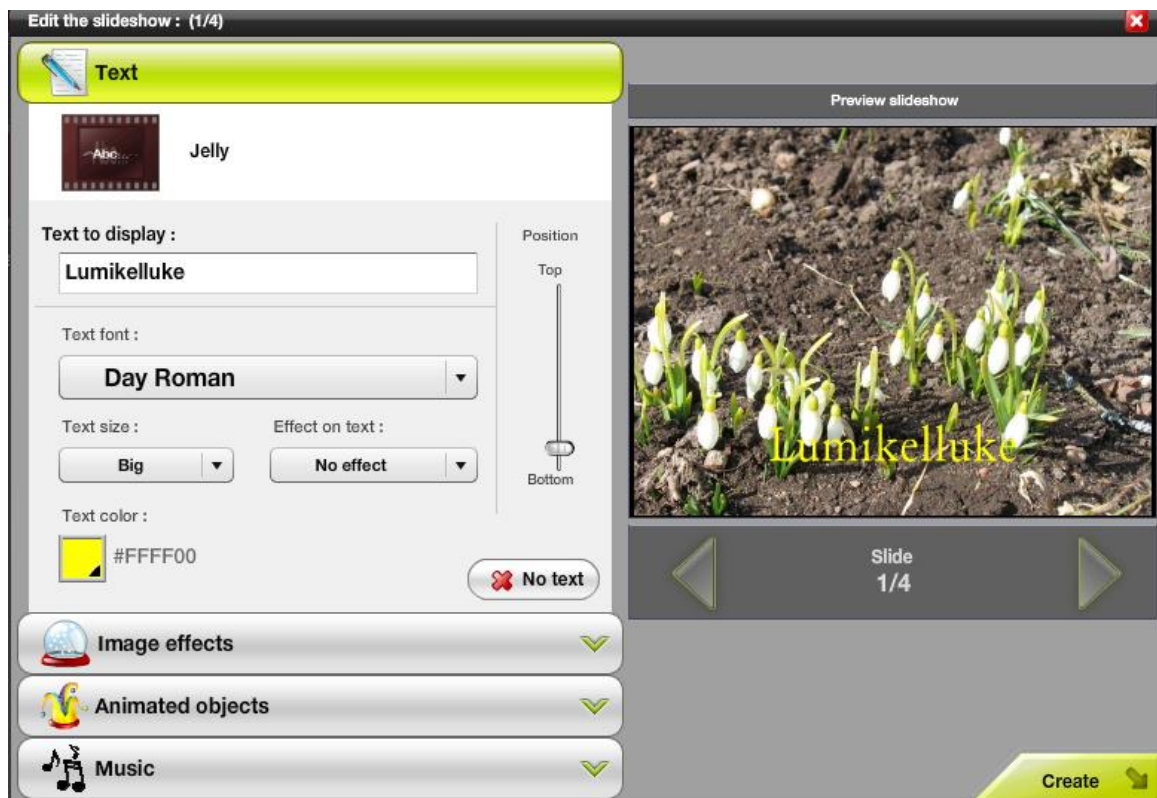 Edit the slideshow : (1/4)
Text
Abc...
Jelly
Text to display :
Lumikelluke
Position
Top
Bottom
Text font :
Day Roman
Text size :
Effect on text :
Big
No effect
Text color :
#FFFF00
No text
Image effects
Animated objects
Music
Preview slideshow
Lumikelluke
Slide
1/4
Create